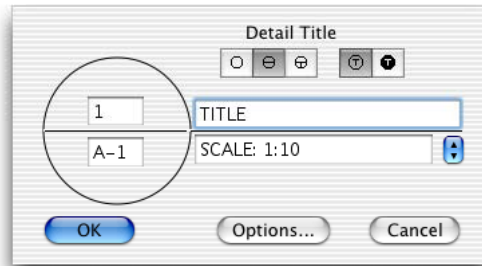 Detail Title
T T
1
TITLE
A-1
SCALE: 1:10
OK Options... Cancel